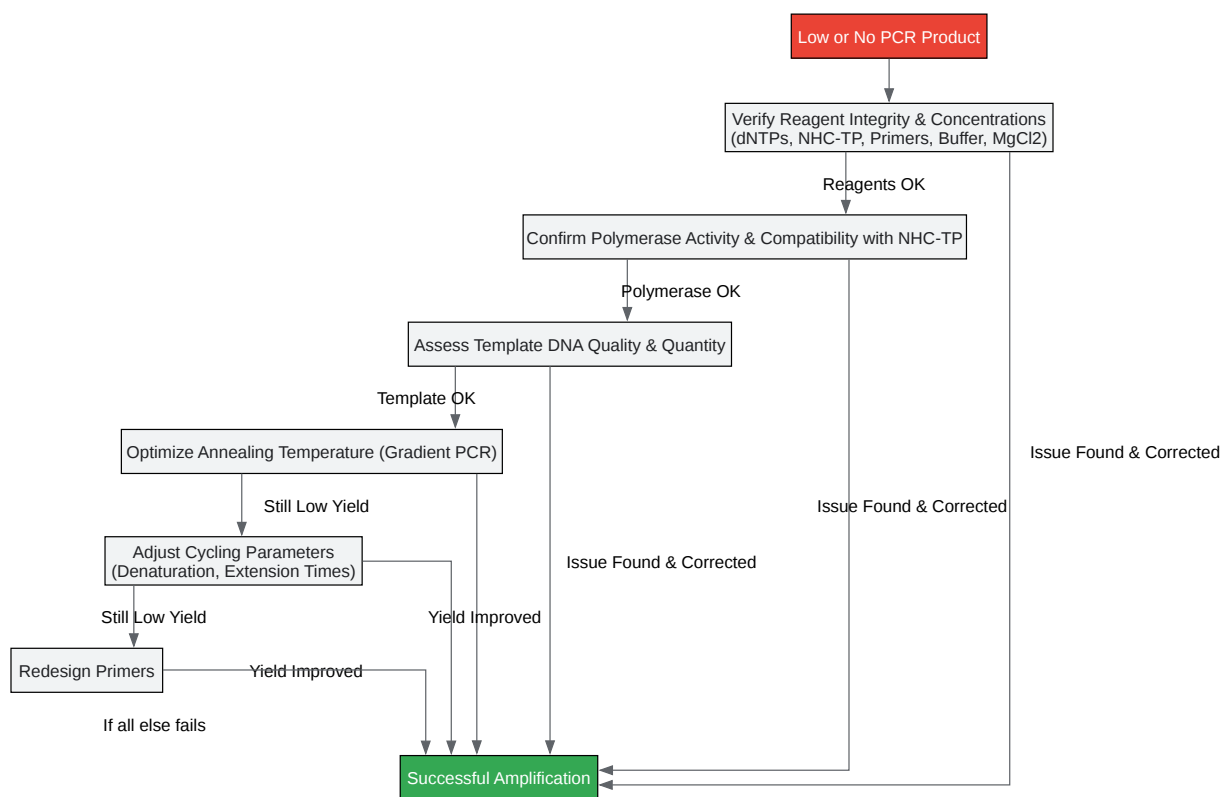 Low or No PCR Product
Verify Reagent Integrity & Concentrations
(dNTPs, NHC-TP, Primers, Buffer, MgCl2)
Reagents OK
Confirm Polymerase Activity & Compatibility with NHC-TP
Polymerase OK
Assess Template DNA Quality & Quantity
Template OK
Optimize Annealing Temperature (Gradient PCR)
Issue Found & Corrected
Still Low Yield
Issue Found & Corrected
Adjust Cycling Parameters
(Denaturation, Extension Times)
Issue Found & Corrected
Still Low Yield
Yield Improved
Redesign Primers
Yield Improved
If all else fails
Successful Amplification